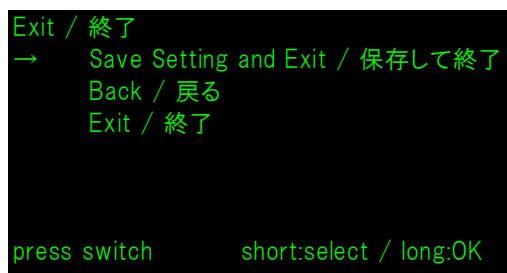 Exit / 終了
→ Save Setting and Exit / 保存して終了
Back / 戻る
Exit / 終了
press switch short:select / long:OK